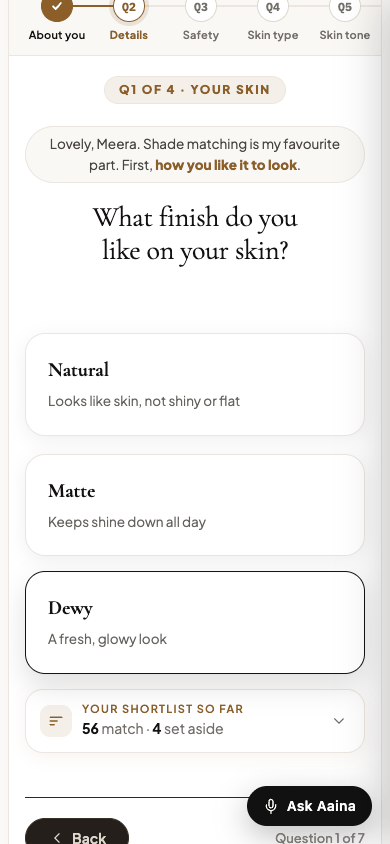 Q2 Q3 Q4 Q5
About you Details Safety Skin type Skin tone
Q1 OF 4 · YOUR SKIN
Lovely, Meera. Shade matching is my favourite
part. First, how you like it to look.
What finish do you
like on your skin?
Natural
Looks like skin, not shiny or flat
Matte
Keeps shine down all day
Dewy
A fresh, glowy look
YOUR SHORTLIST SO FAR
56 match · 4 set aside
Ask Aaina
Back
Question 1 of 7